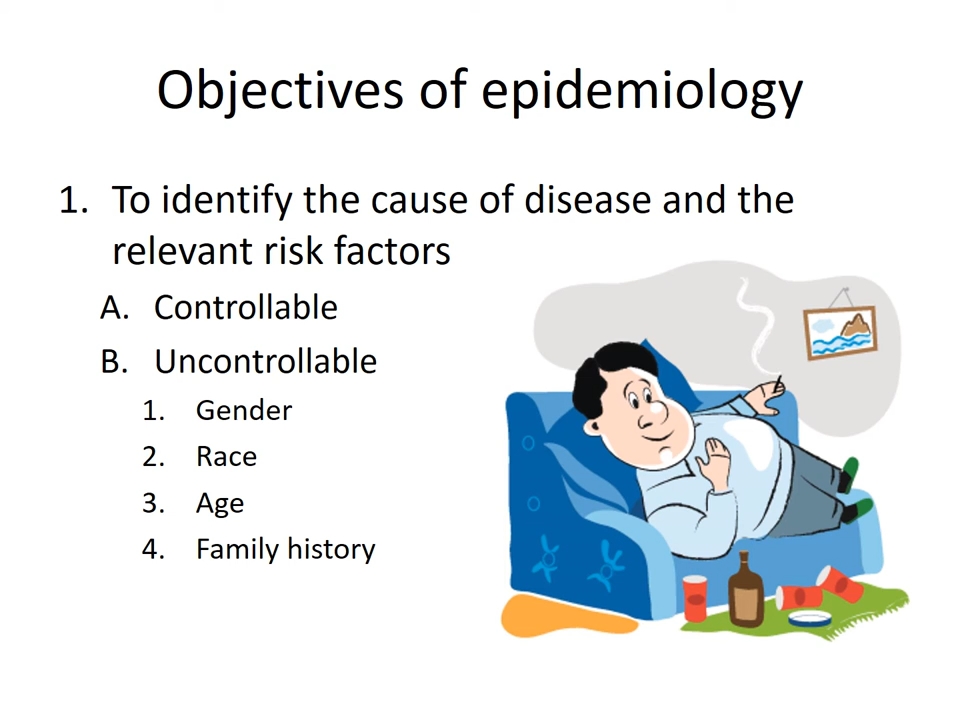 Objectives of epidemiology
1. To identify the cause of disease and the
relevant risk factors
A. Controllable
B. Uncontrollable
1. Gender
2. Race
3. Age
4. Family history